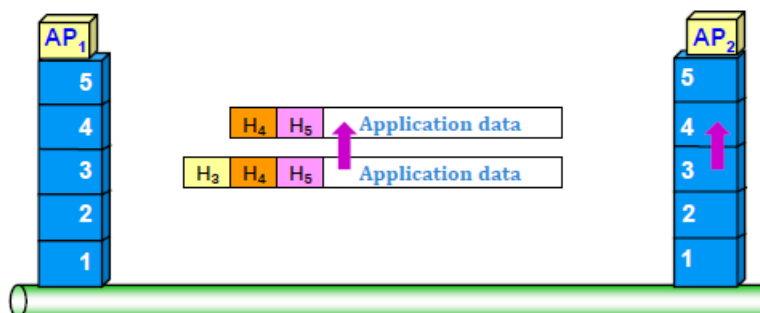 AP₁
AP₂
5
4
3
2
1
H₄ H₅ Application data
H₃ H₄ H₅ Application data
5
4
3
2
1